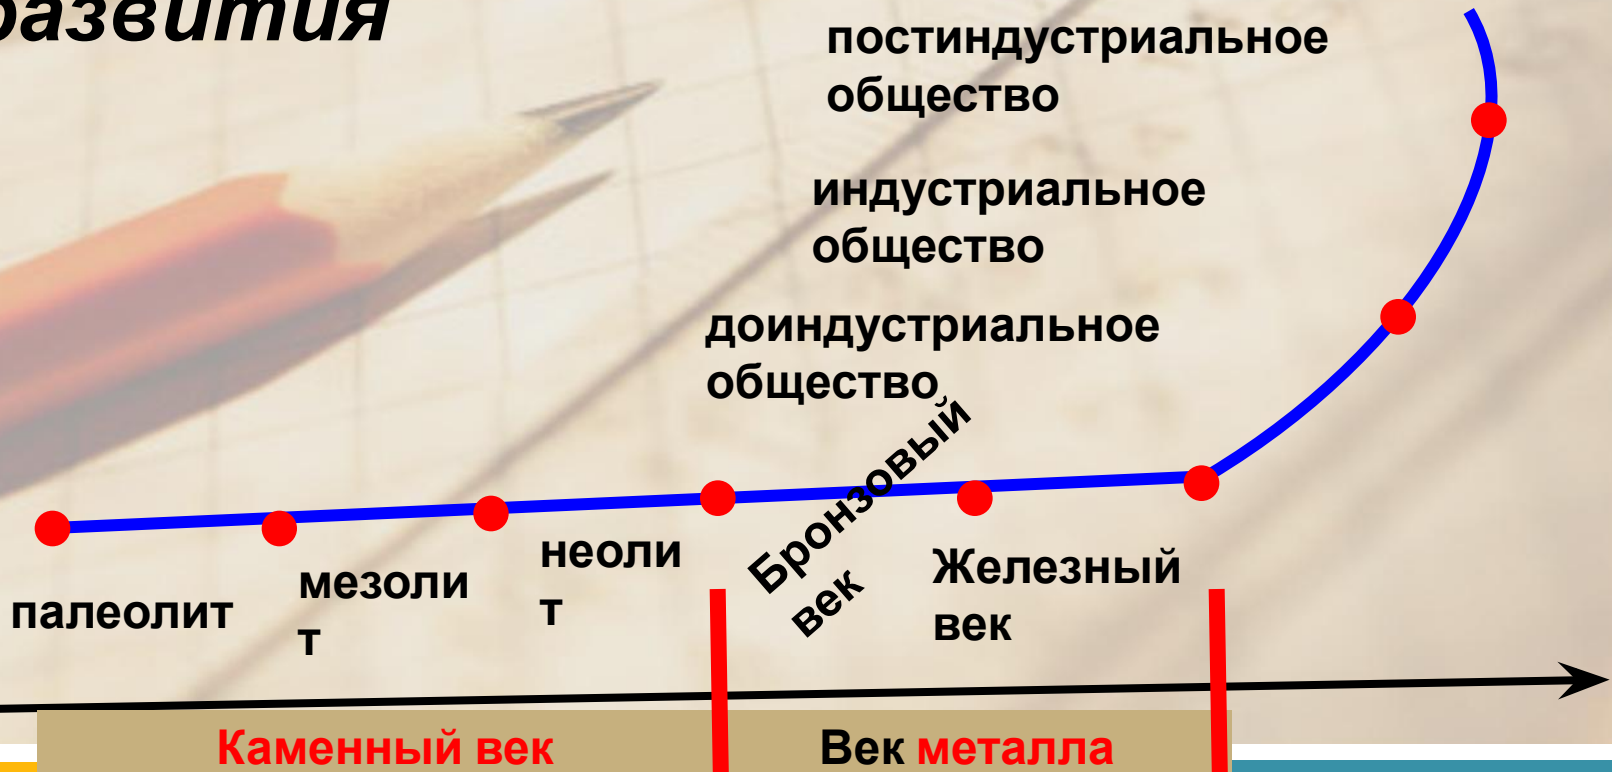 развития
постиндустриальное
общество
индустриальное
общество
доиндустриальное
общество
Бронзовый
век
неоли
т
Железный
век
мезоли
т
палеолит
Каменный век
Век металла